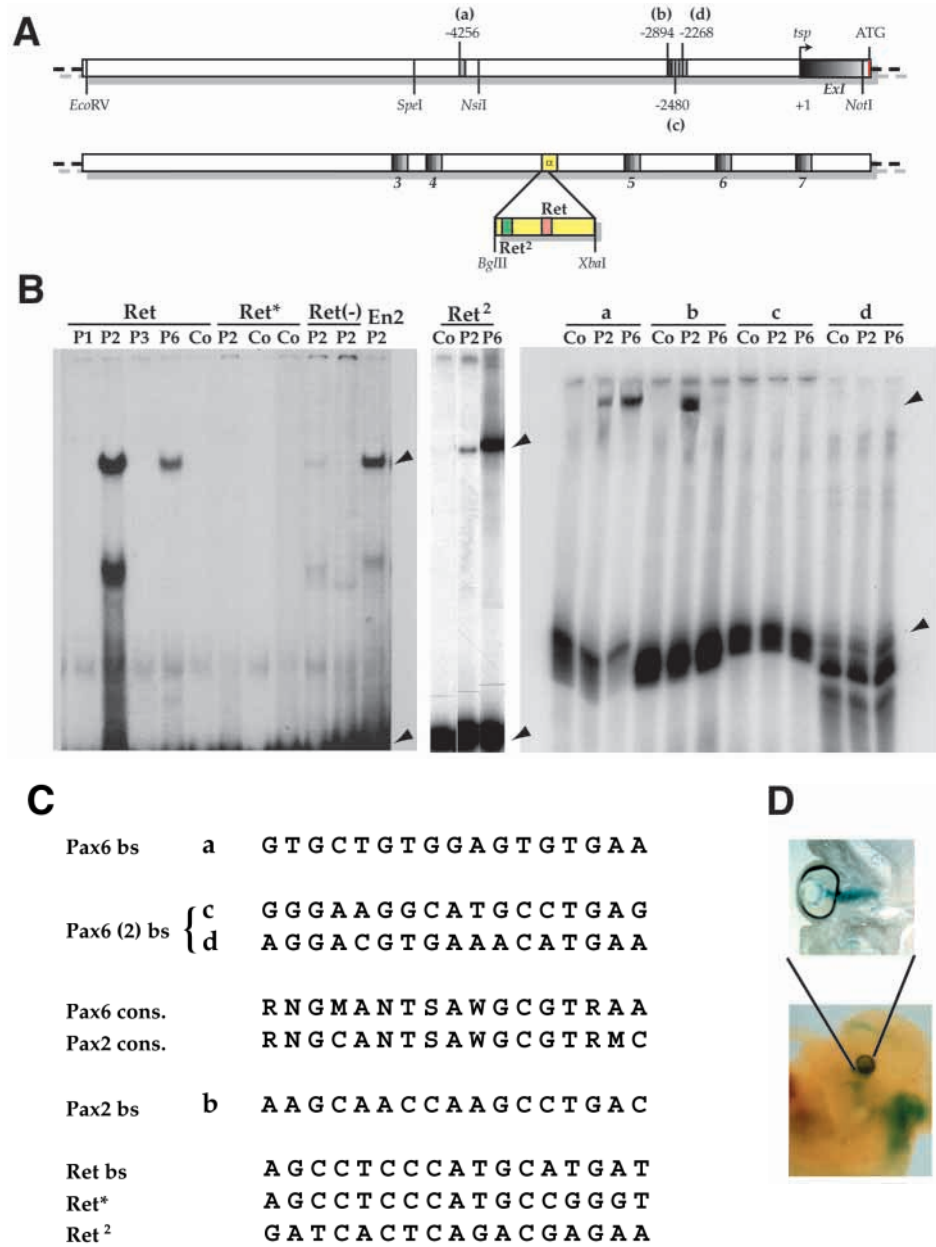 A
(a) (b) (d)
-4256 -2894 -2268 tsp ATG
EcoRV SpeI NsiI -2480 +1 ExI NotI
(c)
α
3 4 5 6 7
Ret
Ret²
BglII XbaI
B
Ret Ret* Ret(-) En2 Ret² a b c d
P1 P2 P3 P6 Co P2 Co Co P2 P2 P2 Co P2 P6 Co P2 P6 Co P2 P6 Co P2 P6 Co P2 P6
C
D
Pax6 bs a GTGCTGTGGAGTGTGAA
Pax6 (2) bs { c GGGAAGGCATGCCTGAG
d AGGACGTGAAACATGAA
Pax6 cons. RNGMANTSAWGCGTRAA
Pax2 cons. RNGCANTSAWGCGTRMC
Pax2 bs b AAGCAACCAAGCCTGAC
Ret bs AGCCTCCCATGCATGAT
Ret* AGCCTCCCATGCCGGGT
Ret ² GATCACTCAGACGAGAA